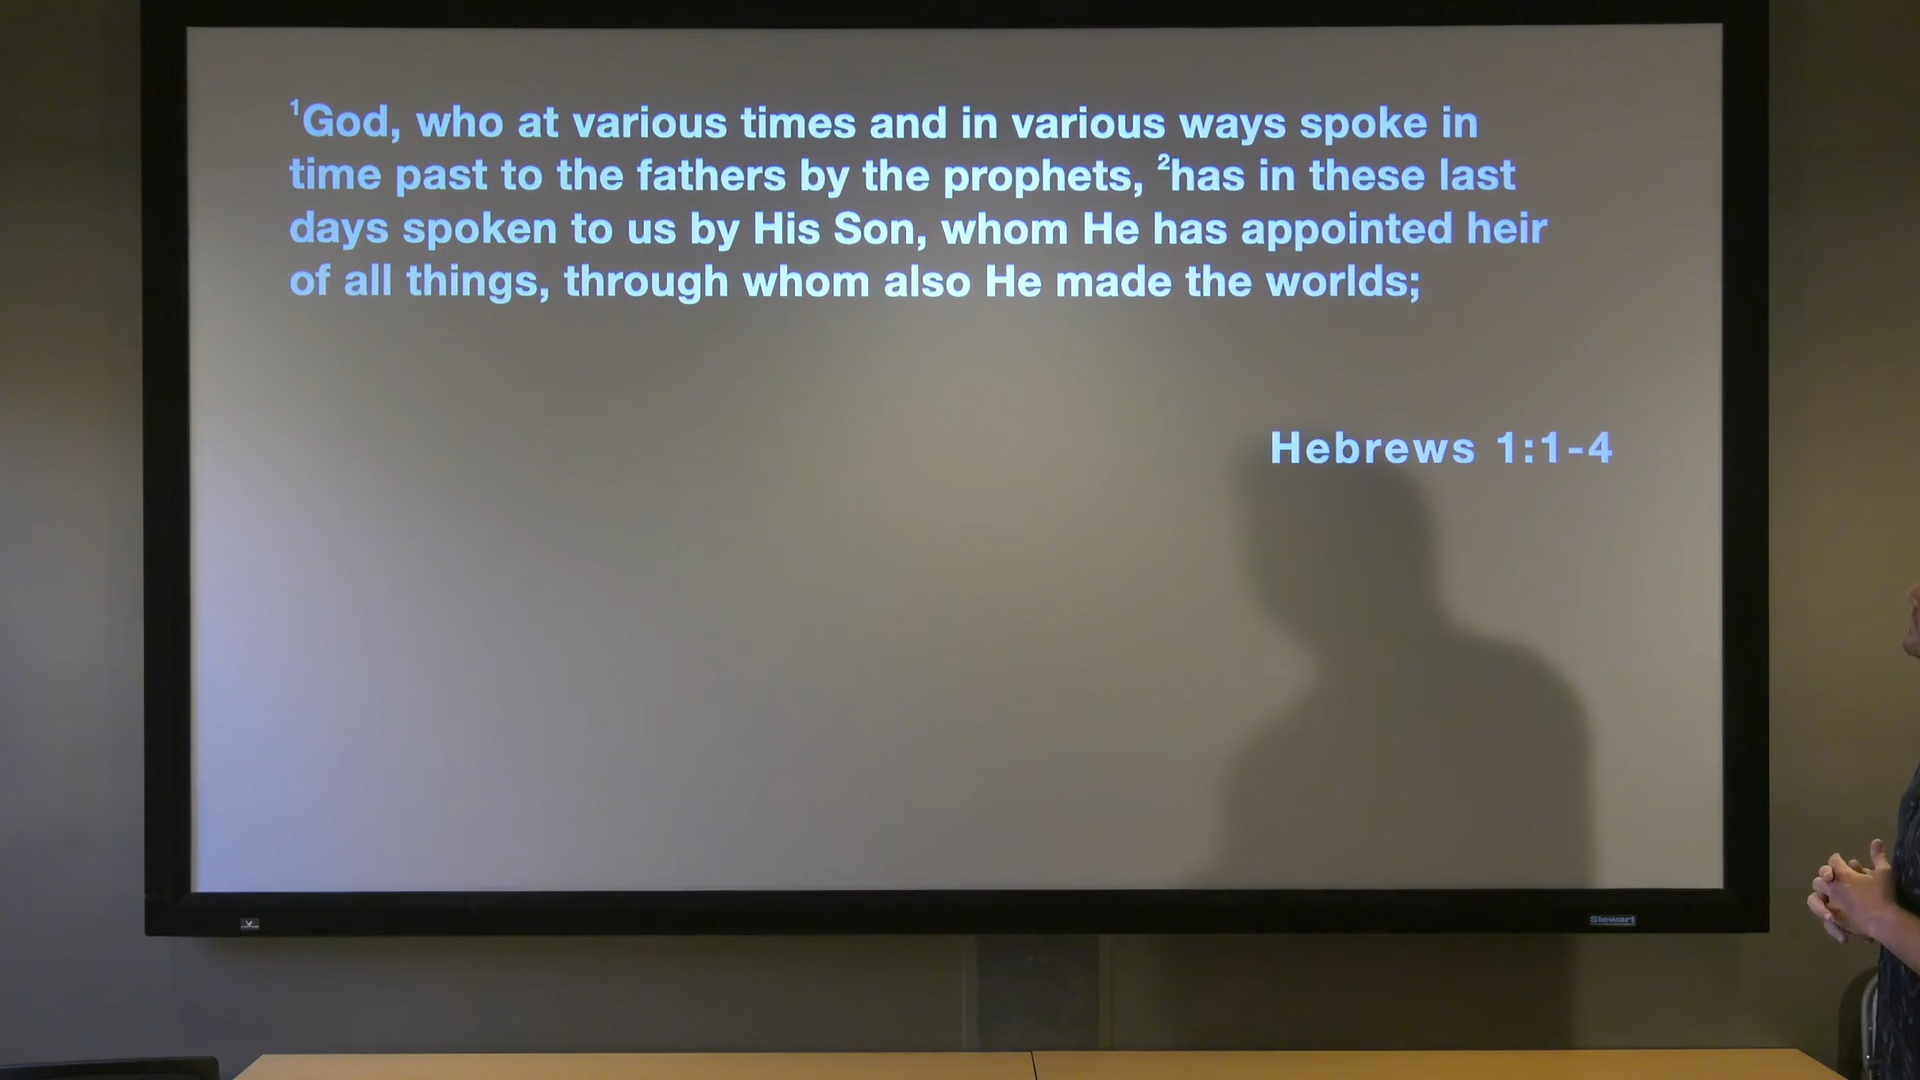 ¹God, who at various times and in various ways spoke in
time past to the fathers by the prophets, ²has in these last
days spoken to us by His Son, whom He has appointed heir
of all things, through whom also He made the worlds;
Hebrews 1:1-4
Stewart